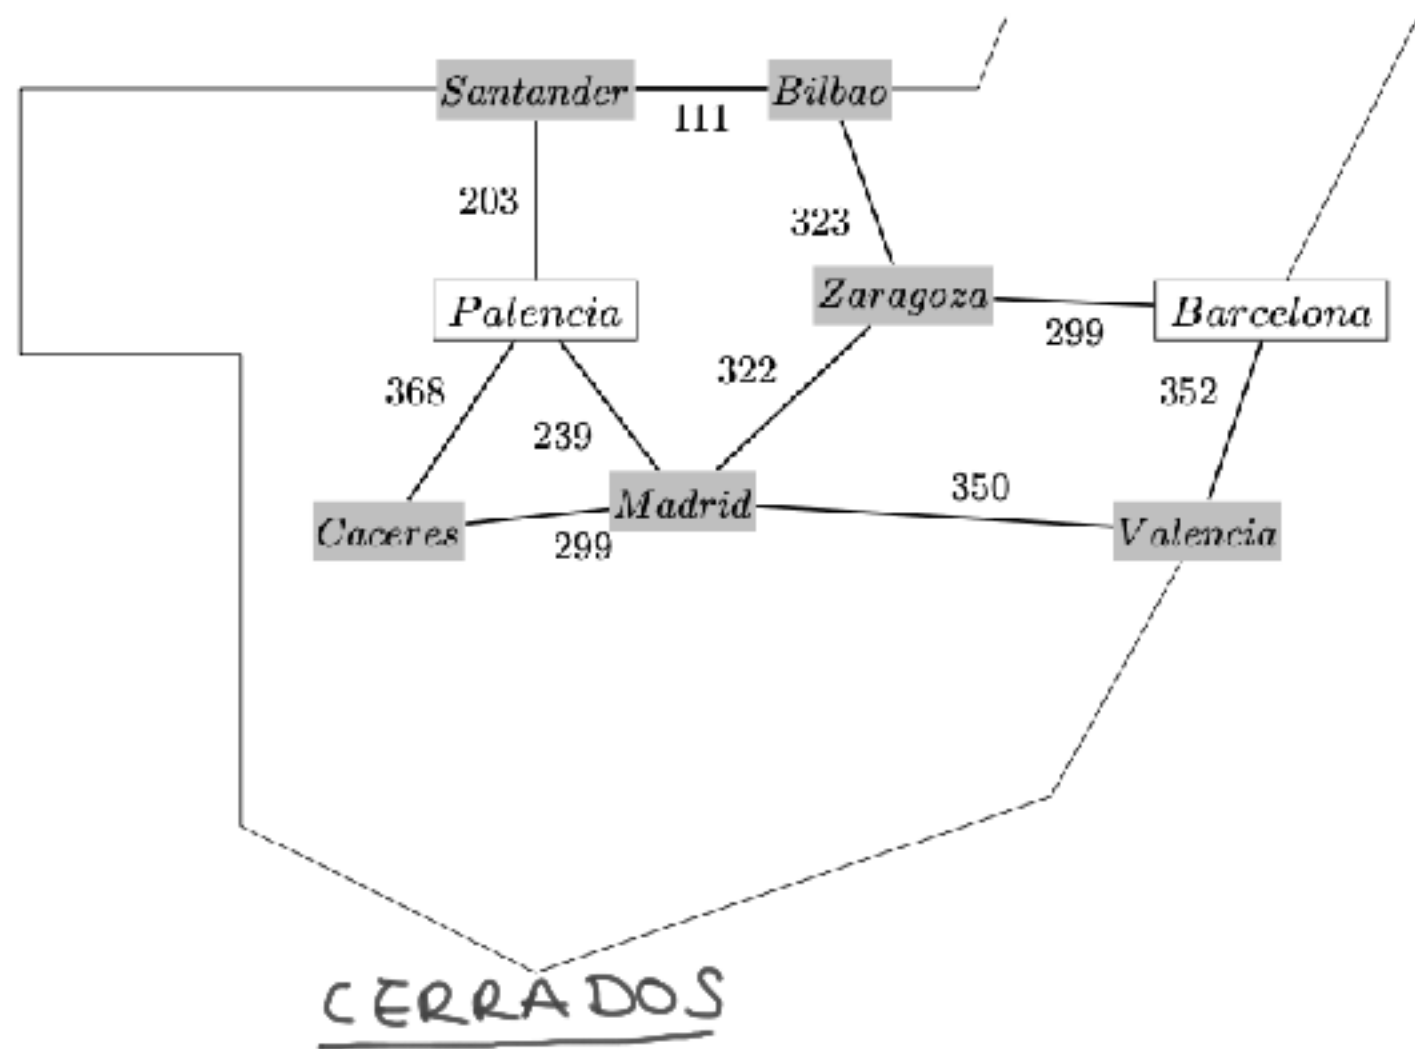 Santander
Bilbao
111
203
323
Palencia
Zaragoza
Barcelona
299
368
322
352
239
350
Caceres
Madrid
Valencia
299
CERRADOS